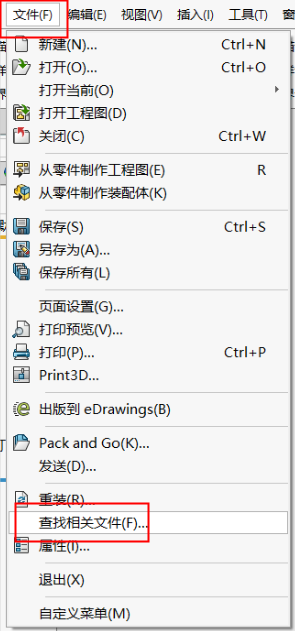 文件(F) 编辑(E) 视图(V) 插入(I) 工具(T)
新建(N)... Ctrl+N
打开(O)... Ctrl+O
打开当前(O)
打开工程图(D)
关闭(C) Ctrl+W
从零件制作工程图(E) R
从零件制作装配体(K)
保存(S) Ctrl+S
另存为(A)...
保存所有(L)
页面设置(G)...
打印预览(V)...
打印(P)... Ctrl+P
Print3D...
出版到 eDrawings(B)
Pack and Go(K)...
发送(D)...
重装(R)...
查找相关文件(F)...
属性(I)...
退出(X)
自定义菜单(M)